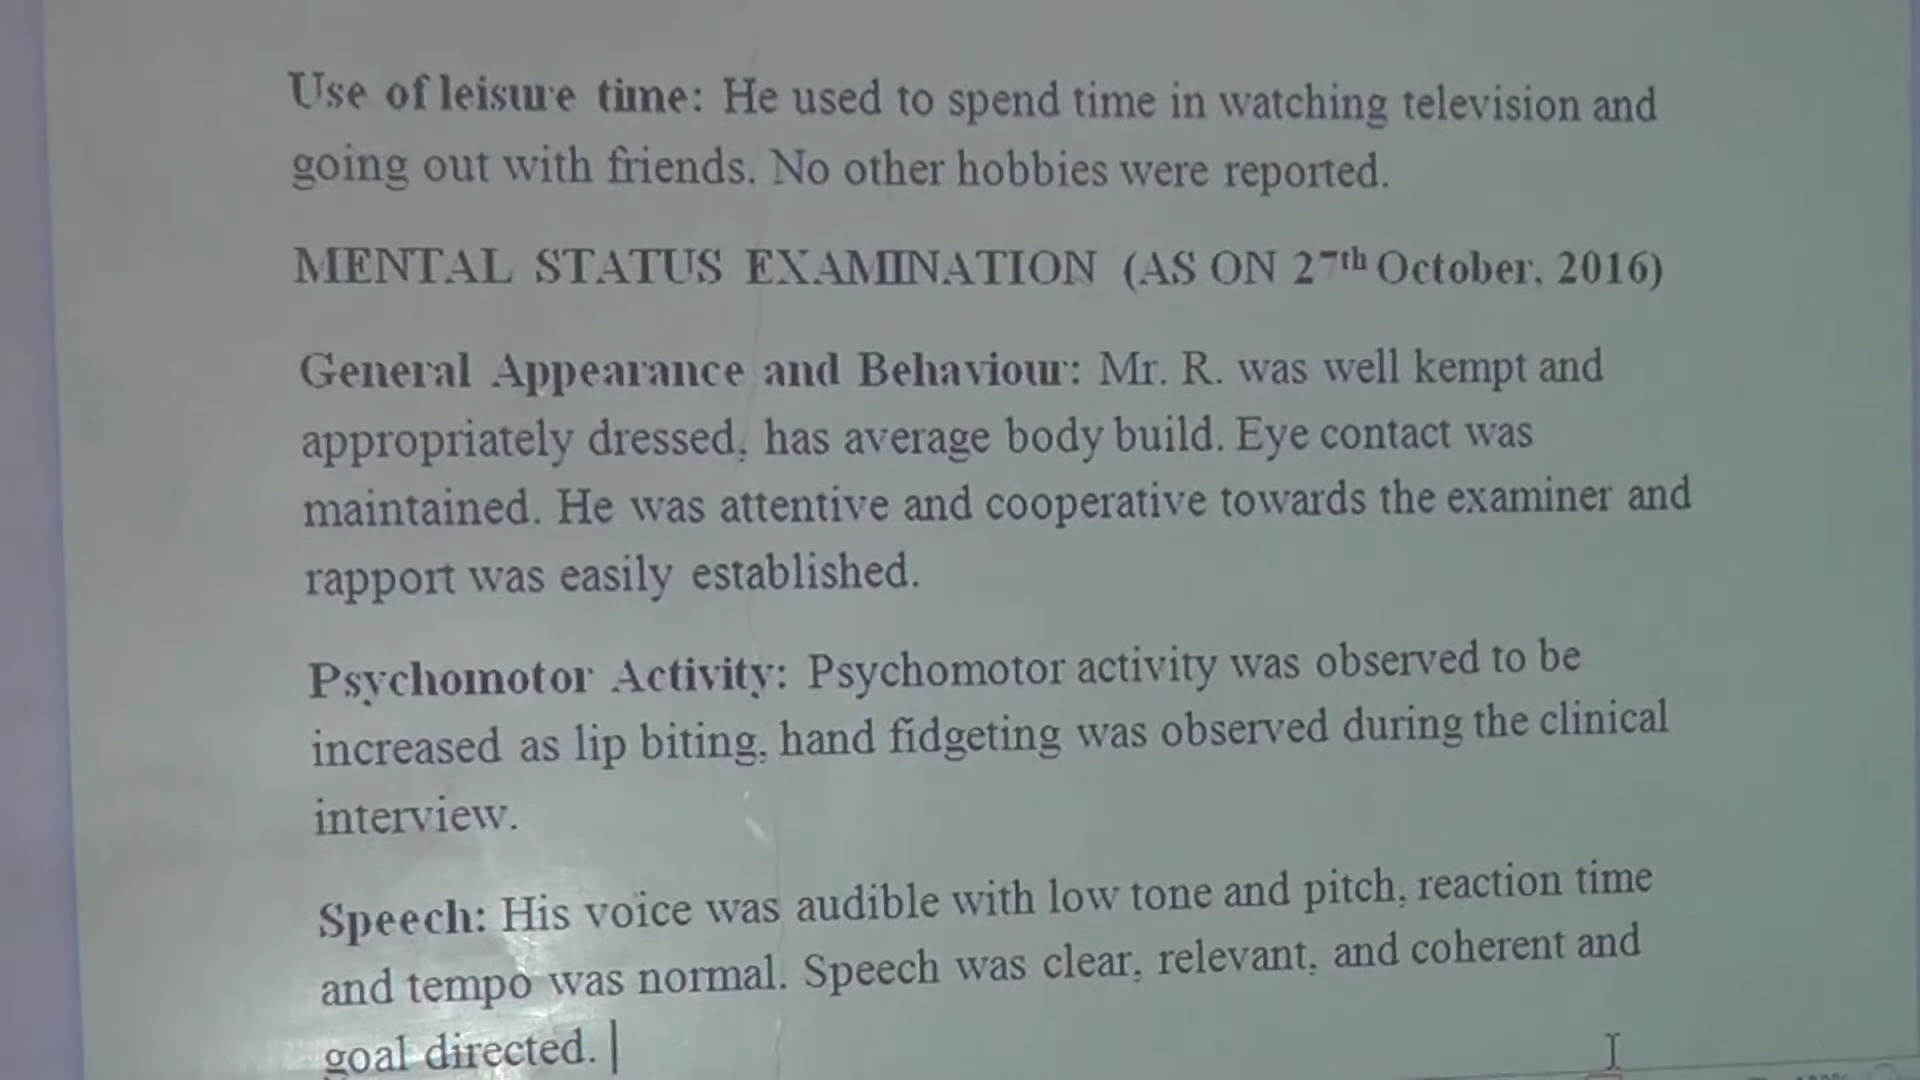 Use of leisure time: He used to spend time in watching television and
going out with friends. No other hobbies were reported.
MENTAL STATUS EXAMINATION (AS ON 27th October, 2016)
General Appearance and Behaviour: Mr. R. was well kempt and
appropriately dressed, has average body build. Eye contact was
maintained. He was attentive and cooperative towards the examiner and
rapport was easily established.
Psychomotor Activity: Psychomotor activity was observed to be
increased as lip biting, hand fidgeting was observed during the clinical
interview.
Speech: His voice was audible with low tone and pitch, reaction time
and tempo was normal. Speech was clear, relevant, and coherent and
goal directed.